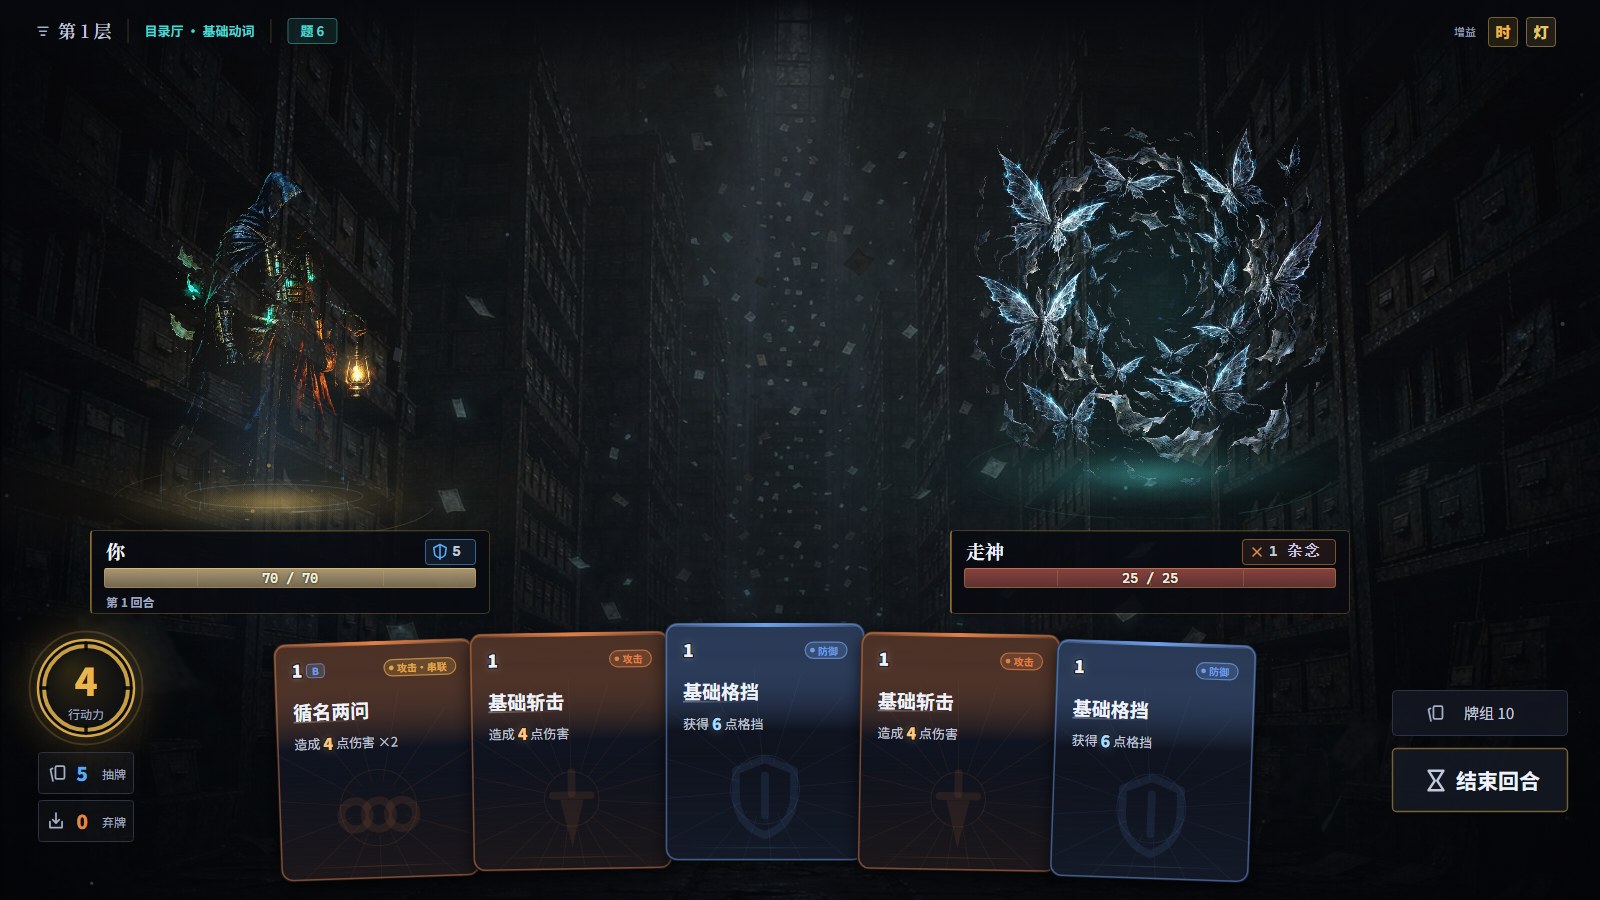 第 1 层
目录厅 · 基础动词
题 6
增益
时
灯
你
5
70 / 70
第 1 回合
走神
1 杂念
25 / 25
4
行动力
5 抽牌
0 弃牌
1 B 攻击·串联
循名两问
造成 4 点伤害 ×2
1 攻击
基础斩击
造成 4 点伤害
1 防御
基础格挡
获得 6 点格挡
1 攻击
基础斩击
造成 4 点伤害
1 防御
基础格挡
获得 6 点格挡
牌组 10
结束回合